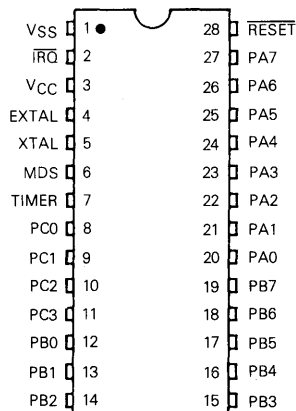 VSS 1 28 RESET
IRQ 2 27 PA7
VCC 3 26 PA6
EXTAL 4 25 PA5
XTAL 5 24 PA4
MDS 6 23 PA3
TIMER 7 22 PA2
PC0 8 21 PA1
PC1 9 20 PA0
PC2 10 19 PB7
PC3 11 18 PB6
PB0 12 17 PB5
PB1 13 16 PB4
PB2 14 15 PB3